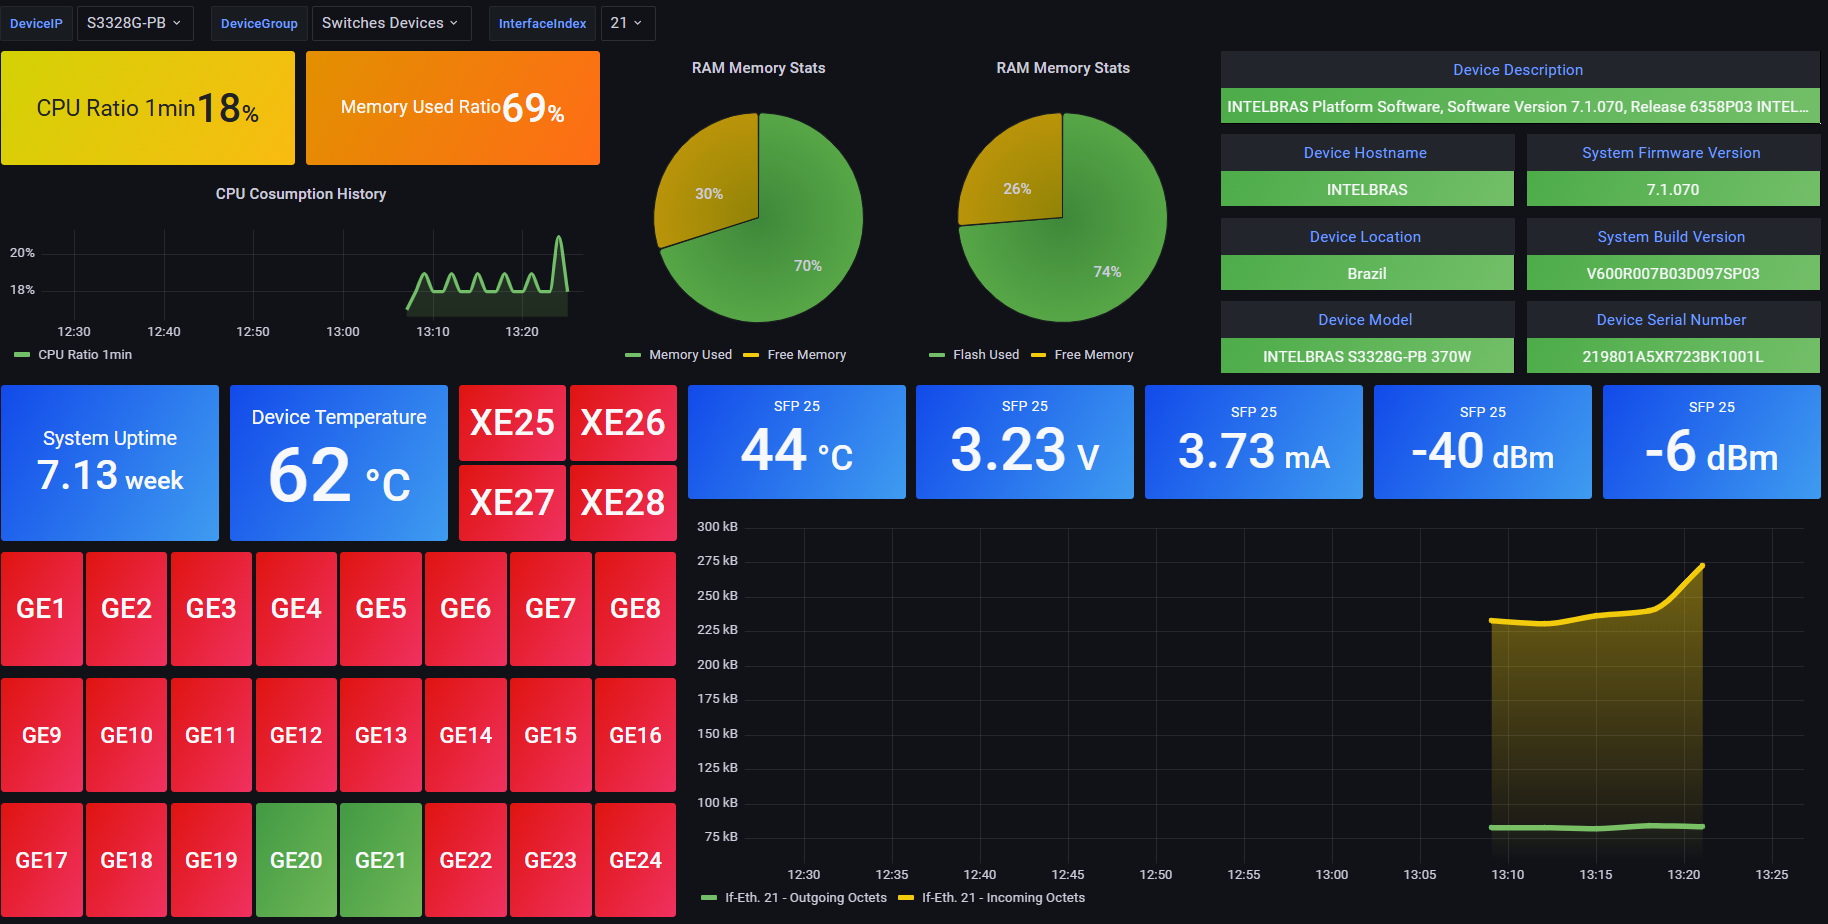 DeviceIP S3328G-PB DeviceGroup Switches Devices InterfaceIndex 21
CPU Ratio 1min 18%
Memory Used Ratio 69%
CPU Cosumption History
20%
18%
12:30 12:40 12:50 13:00 13:10 13:20
CPU Ratio 1min
RAM Memory Stats
30%
70%
Memory Used Free Memory
RAM Memory Stats
26%
74%
Flash Used Free Memory
Device Description
INTELBRAS Platform Software, Software Version 7.1.070, Release 6358P03 INTEL...
Device Hostname
INTELBRAS
System Firmware Version
7.1.070
Device Location
Brazil
System Build Version
V600R007B03D097SP03
Device Model
INTELBRAS S3328G-PB 370W
Device Serial Number
219801A5XR723BK1001L
System Uptime
7.13 week
Device Temperature
62 °C
XE25 XE26
XE27 XE28
SFP 25
44 °C
SFP 25
3.23 V
SFP 25
3.73 mA
SFP 25
-40 dBm
SFP 25
-6 dBm
GE1 GE2 GE3 GE4 GE5 GE6 GE7 GE8
GE9 GE10 GE11 GE12 GE13 GE14 GE15 GE16
GE17 GE18 GE19 GE20 GE21 GE22 GE23 GE24
300 kB
275 kB
250 kB
225 kB
200 kB
175 kB
150 kB
125 kB
100 kB
75 kB
12:30 12:35 12:40 12:45 12:50 12:55 13:00 13:05 13:10 13:15 13:20 13:25
If-Eth. 21 - Outgoing Octets If-Eth. 21 - Incoming Octets